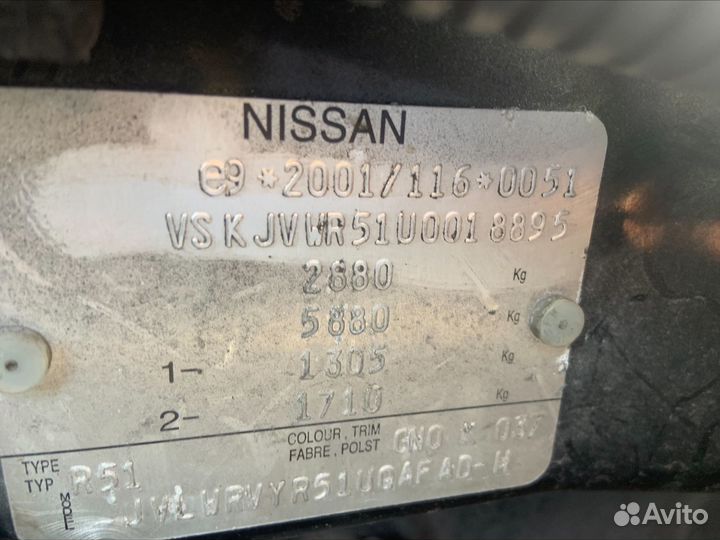 NISSAN
e9*2001/116*0051
VSKJVWR51U0018895
2880 Kg
5880 Kg
1- 1305 Kg
2- 1710 Kg
COLOUR, TRIM GNO K 037
FABRE, POLST
TYPE R51
TYP
MODEL JVLWRVYR51UGAFAD-H
Avito